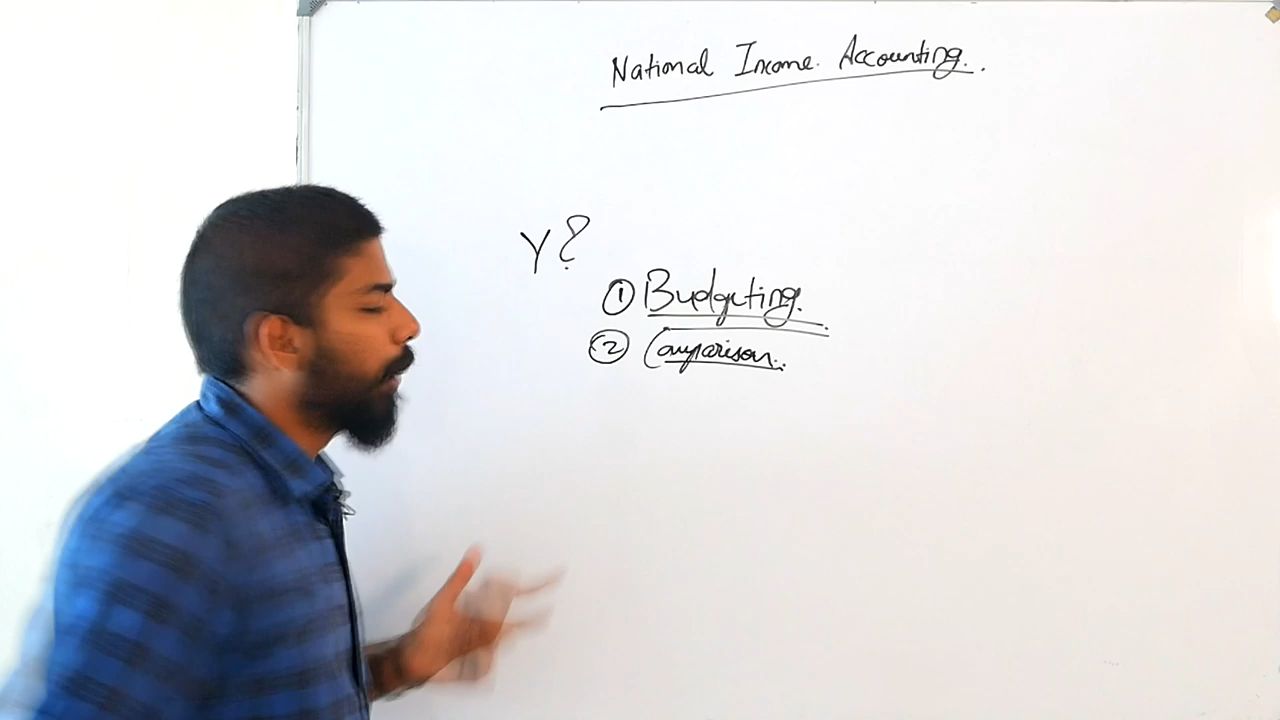 National Income. Accounting..
Y?
① Budgeting.
② Comparison..